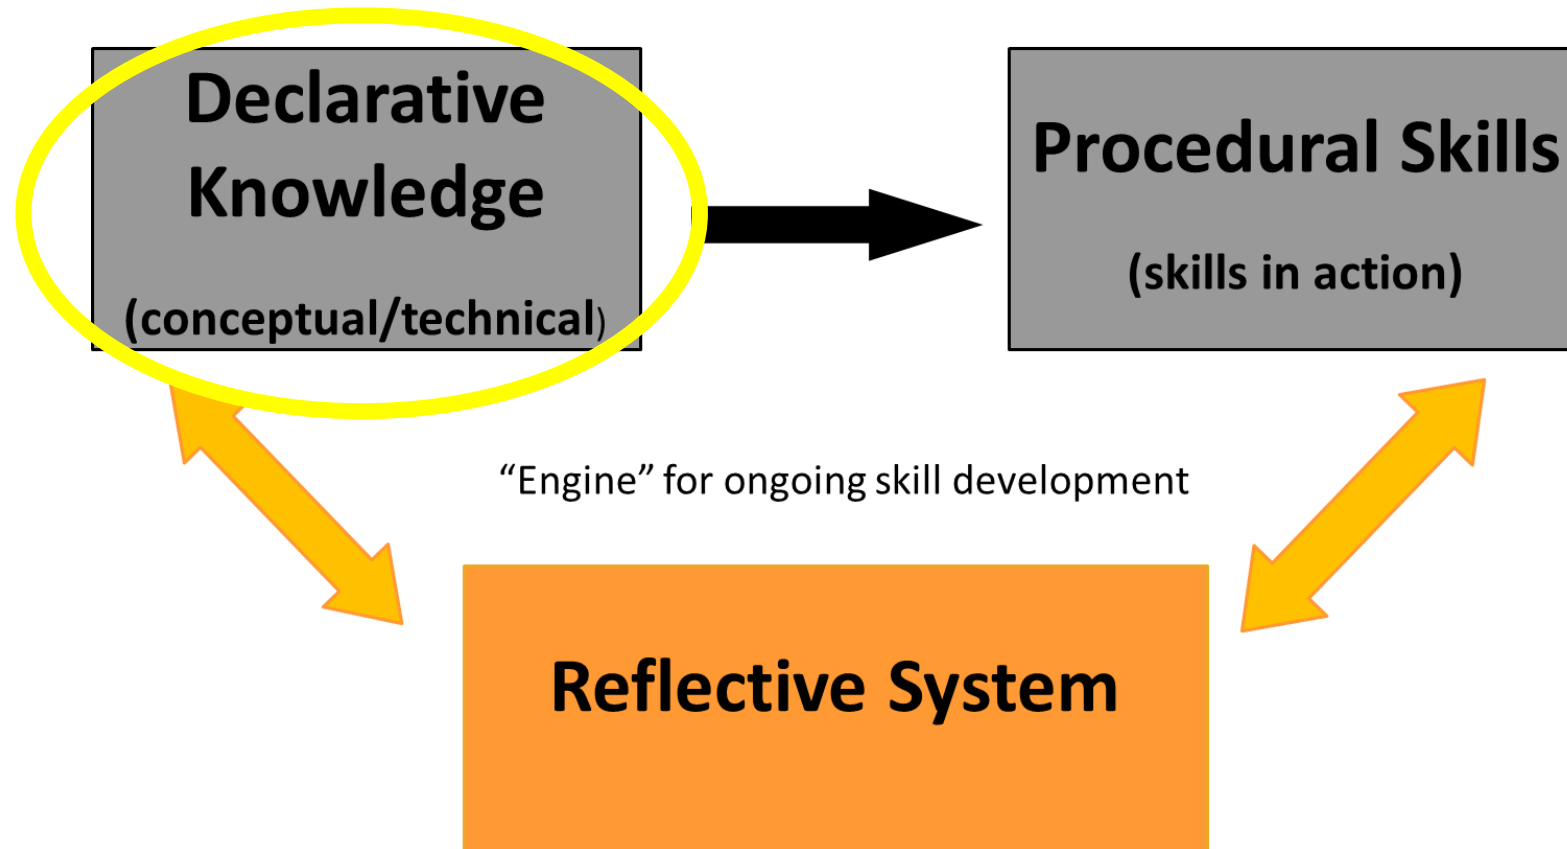 Declarative
Knowledge
(conceptual/technical)
Procedural Skills
(skills in action)
“Engine” for ongoing skill development
Reflective System